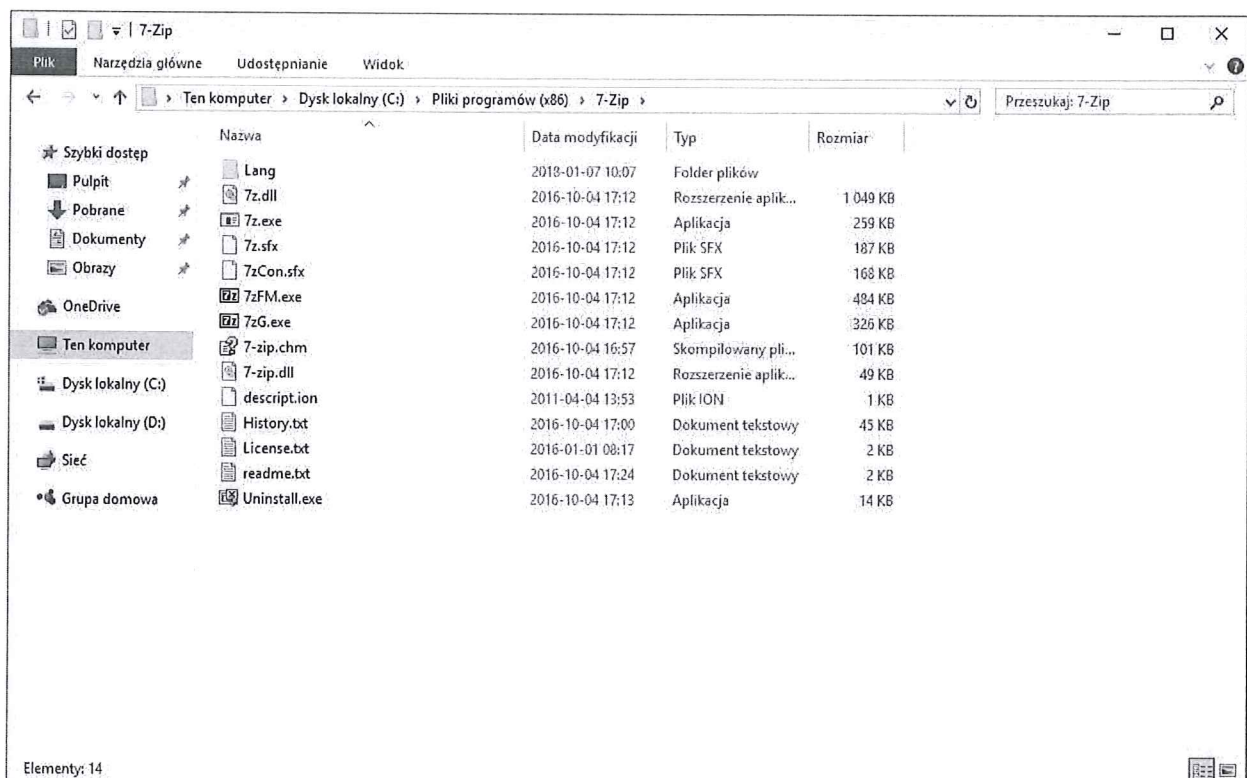 7-Zip
Plik Narzędzia główne Udostępnianie Widok
Ten komputer > Dysk lokalny (C:) > Pliki programów (x86) > 7-Zip > Przeszukaj: 7-Zip
Szybki dostęp
Pulpit
Pobrane
Dokumenty
Obrazy
OneDrive
Ten komputer
Dysk lokalny (C:)
Dysk lokalny (D:)
Sieć
Grupa domowa
Nazwa Data modyfikacji Typ Rozmiar
Lang 2018-01-07 10:07 Folder plików
7z.dll 2016-10-04 17:12 Rozszerzenie aplik... 1 049 KB
7z.exe 2016-10-04 17:12 Aplikacja 259 KB
7z.sfx 2016-10-04 17:12 Plik SFX 187 KB
7zCon.sfx 2016-10-04 17:12 Plik SFX 168 KB
7zFM.exe 2016-10-04 17:12 Aplikacja 484 KB
7zG.exe 2016-10-04 17:12 Aplikacja 326 KB
7-zip.chm 2016-10-04 16:57 Skompilowany pli... 101 KB
7-zip.dll 2016-10-04 17:12 Rozszerzenie aplik... 49 KB
descript.ion 2011-04-04 13:53 Plik ION 1 KB
History.txt 2016-10-04 17:00 Dokument tekstowy 45 KB
License.txt 2016-01-01 08:17 Dokument tekstowy 2 KB
readme.txt 2016-10-04 17:24 Dokument tekstowy 2 KB
Uninstall.exe 2016-10-04 17:13 Aplikacja 14 KB
Elementy: 14